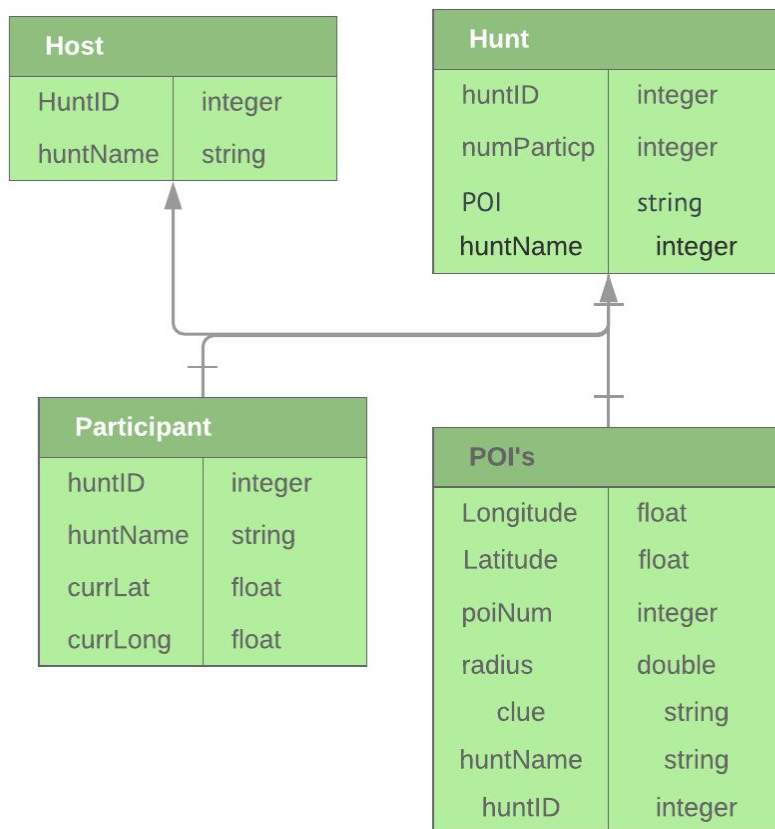 Host
HuntID integer
huntName string
Hunt
huntID integer
numParticp integer
POI string
huntName integer
Participant
huntID integer
huntName string
currLat float
currLong float
POI's
Longitude float
Latitude float
poiNum integer
radius double
clue string
huntName string
huntID integer